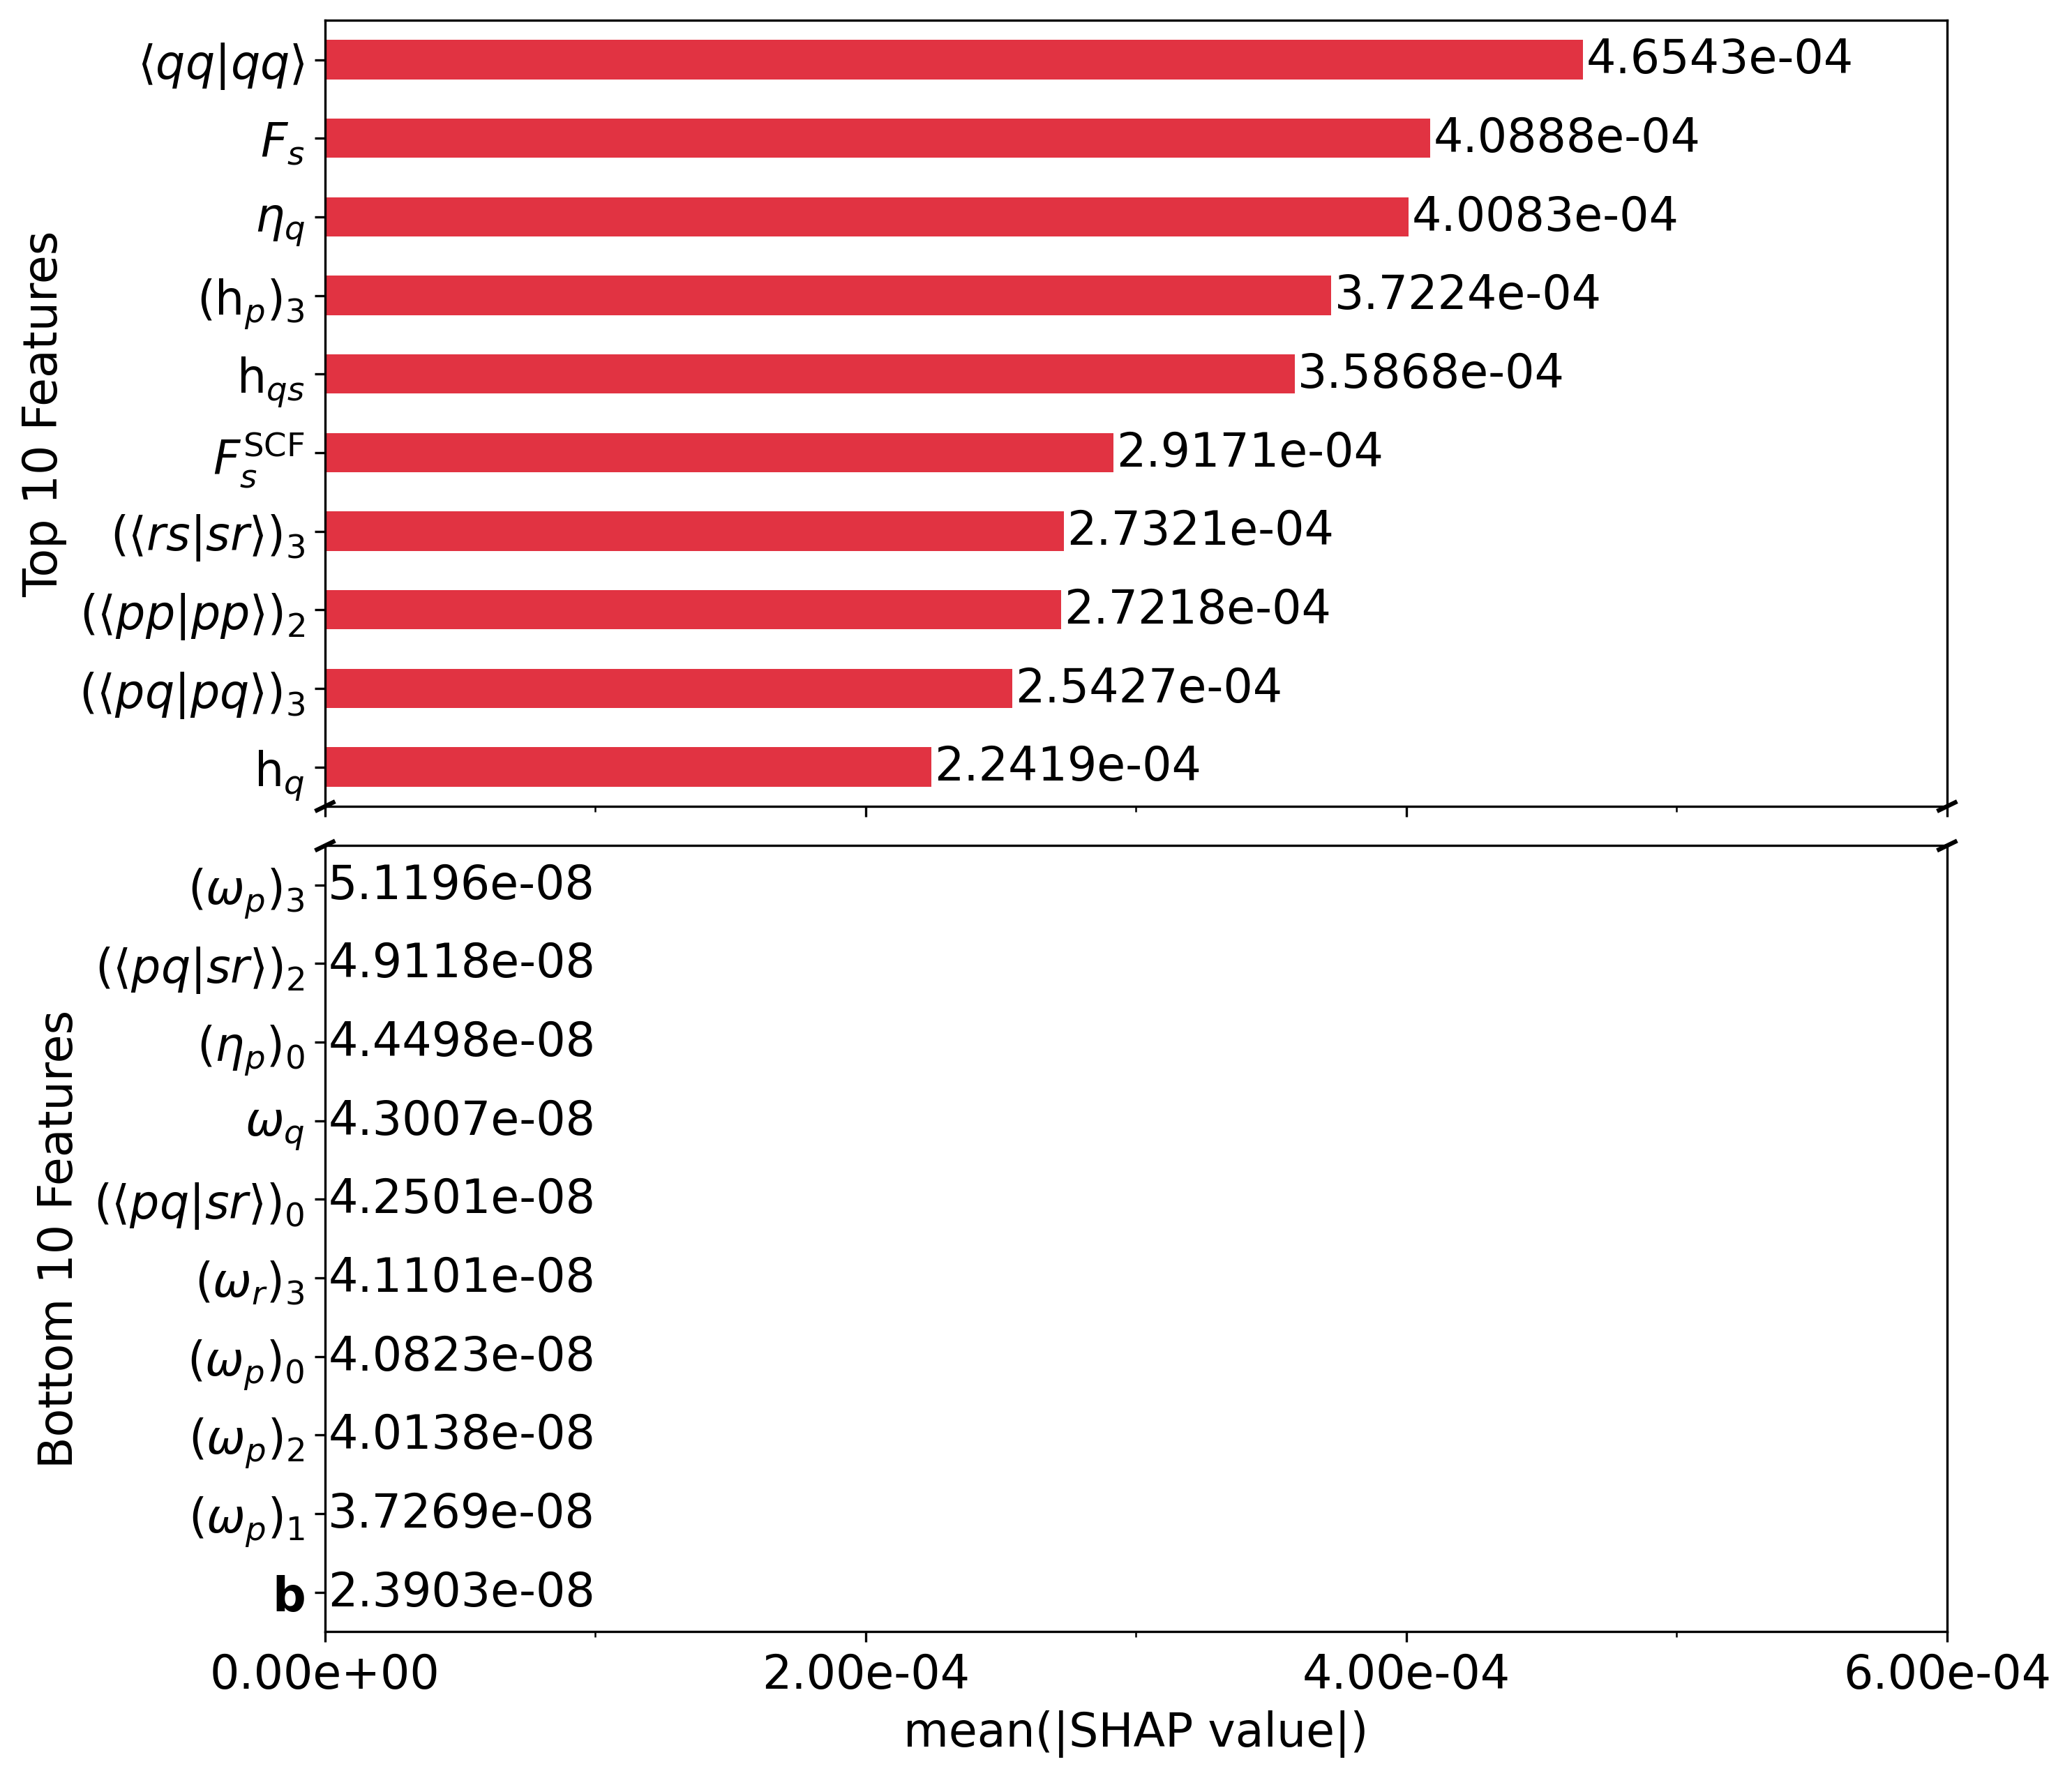 Top 10 Features
⟨qq|qq⟩ 4.6543e-04
F_s 4.0888e-04
η_q 4.0083e-04
(h_p)_3 3.7224e-04
h_qs 3.5868e-04
F_s^SCF 2.9171e-04
(⟨rs|sr⟩)_3 2.7321e-04
(⟨pp|pp⟩)_2 2.7218e-04
(⟨pq|pq⟩)_3 2.5427e-04
h_q 2.2419e-04
Bottom 10 Features
(ω_p)_3 5.1196e-08
(⟨pq|sr⟩)_2 4.9118e-08
(η_p)_0 4.4498e-08
ω_q 4.3007e-08
(⟨pq|sr⟩)_0 4.2501e-08
(ω_r)_3 4.1101e-08
(ω_p)_0 4.0823e-08
(ω_p)_2 4.0138e-08
(ω_p)_1 3.7269e-08
b 2.3903e-08
0.00e+00 2.00e-04 4.00e-04 6.00e-04
mean(|SHAP value|)